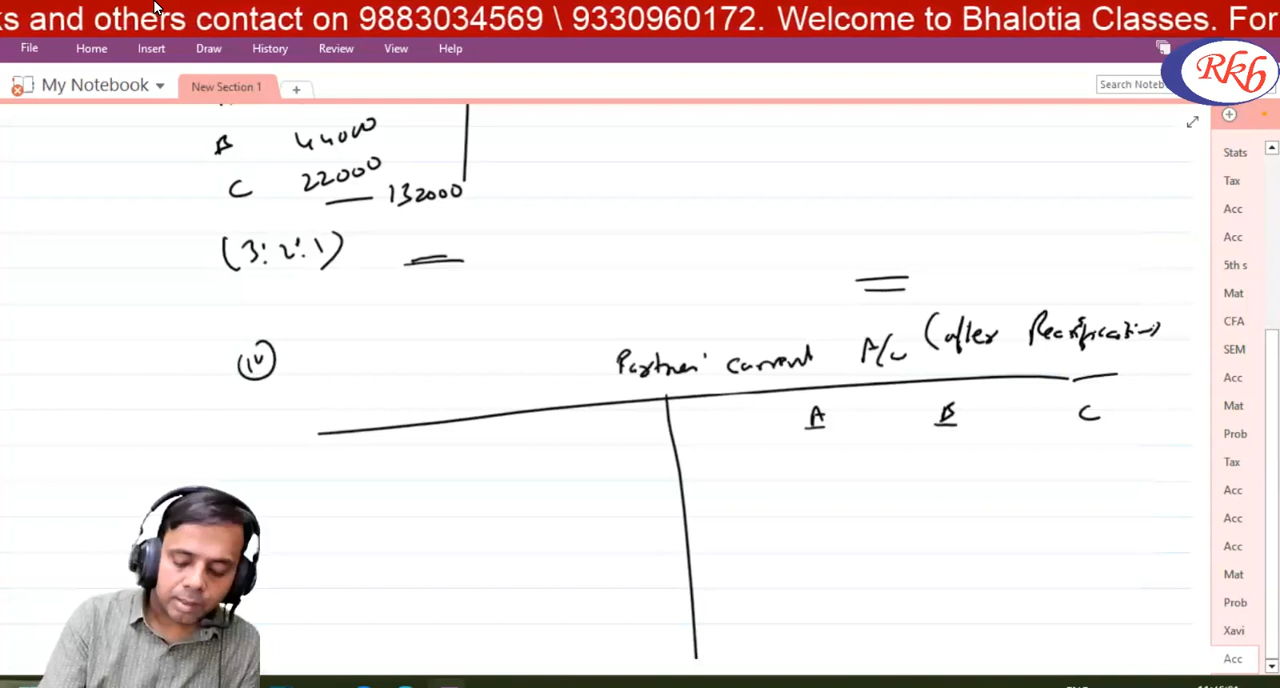 ks and others contact on 9883034569 \ 9330960172. Welcome to Bhalotia Classes. For
File Home Insert Draw History Review View Help
Rkb
My Notebook New Section 1 + Search Noteb
B 44000
C 22000
132000
(3:2:1)
(iv) Partner' current A/c (after Rectification)
A B C
Stats
Tax
Acc
Acc
5th s
Mat
CFA
SEM
Acc
Mat
Prob
Tax
Acc
Acc
Acc
Mat
Prob
Xavi
Acc